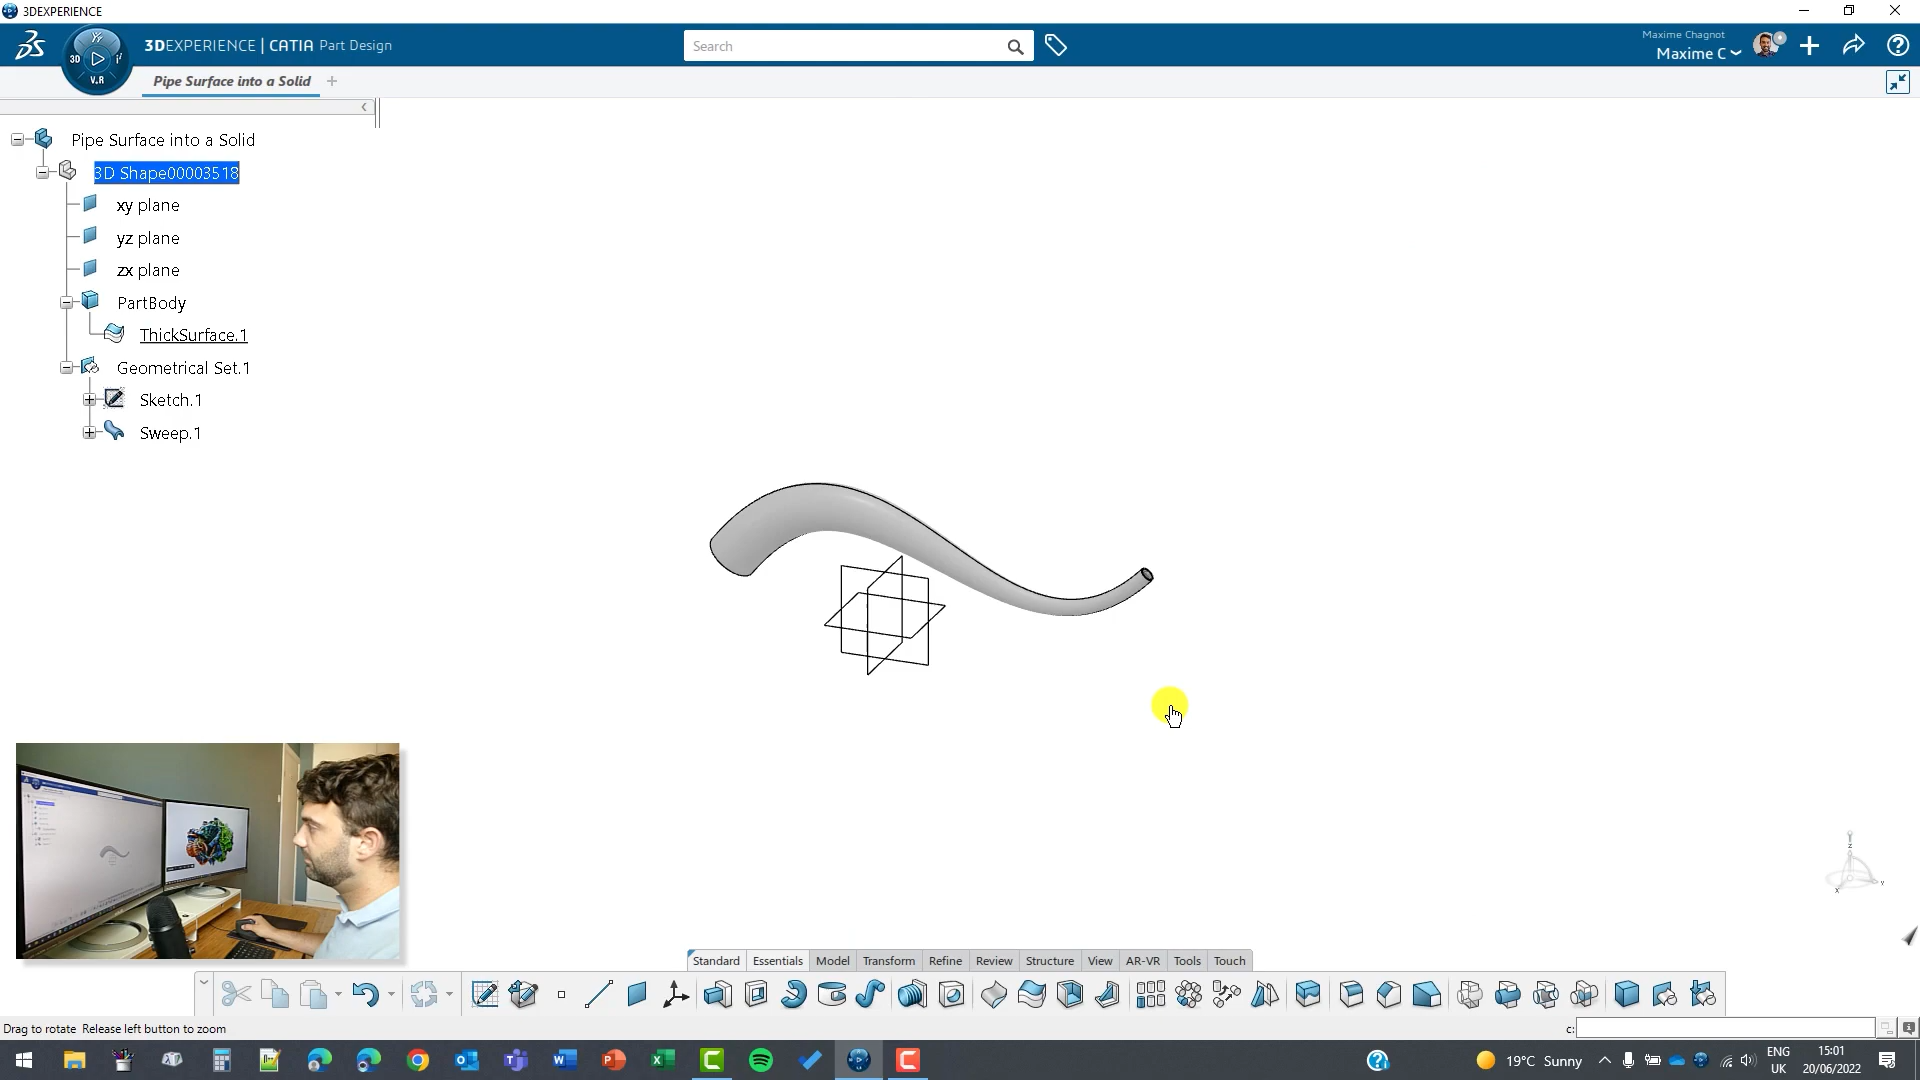 3DEXPERIENCE
3DEXPERIENCE | CATIA Part Design
3D
V.R
Search
Maxime Chagnot
Maxime C
Pipe Surface into a Solid
Pipe Surface into a Solid
3D Shape00003518
xy plane
yz plane
zx plane
PartBody
ThickSurface.1
Geometrical Set.1
Sketch.1
Sweep.1
z
x
y
Standard Essentials Model Transform Refine Review Structure View AR-VR Tools Touch
Drag to rotate Release left button to zoom
c:
19°C Sunny
ENG
UK
15:01
20/06/2022